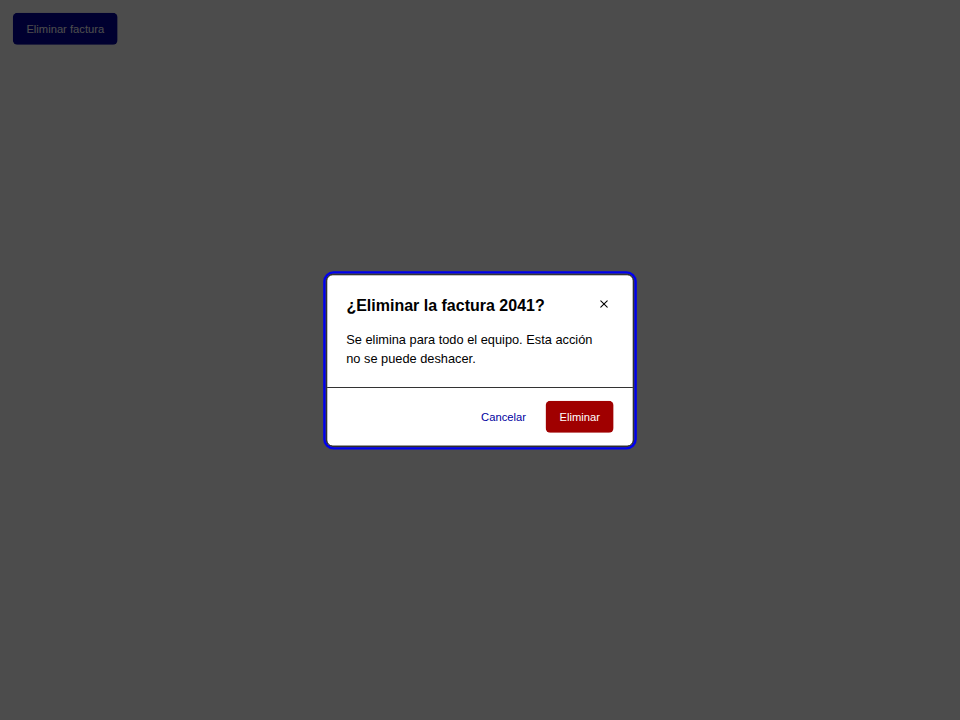 Eliminar factura
¿Eliminar la factura 2041?
×
Se elimina para todo el equipo. Esta acción
no se puede deshacer.
Cancelar
Eliminar